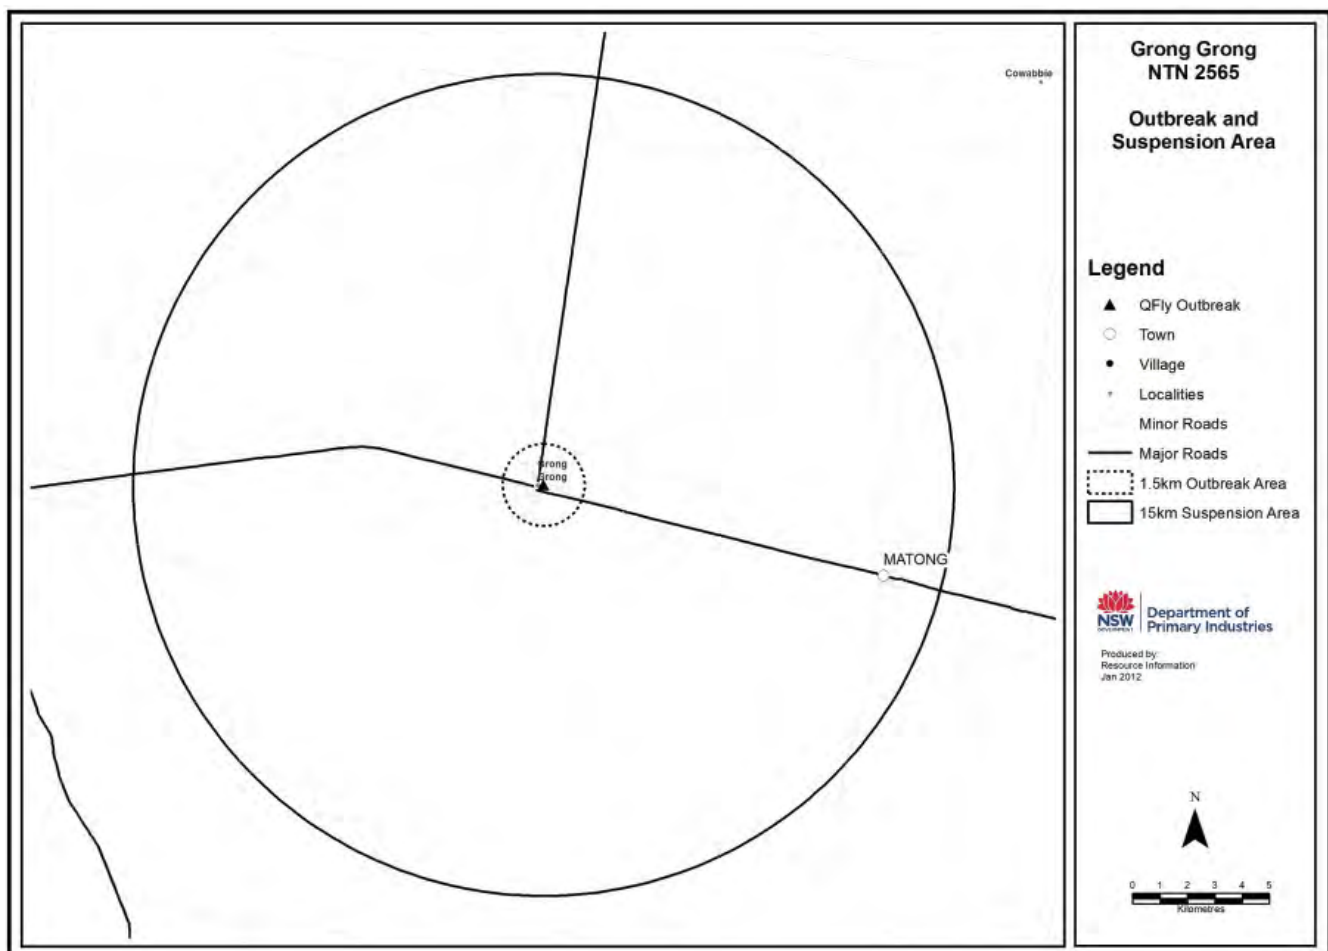 Cowabbie
Grong
Grong
MATONG
Grong Grong
NTN 2565
Outbreak and
Suspension Area
Legend
QFly Outbreak
Town
Village
Localities
Minor Roads
Major Roads
1.5km Outbreak Area
15km Suspension Area
NSW
GOVERNMENT
Department of
Primary Industries
Produced by:
Resource Information
Jan 2012
N
0 1 2 3 4 5
Kilometres